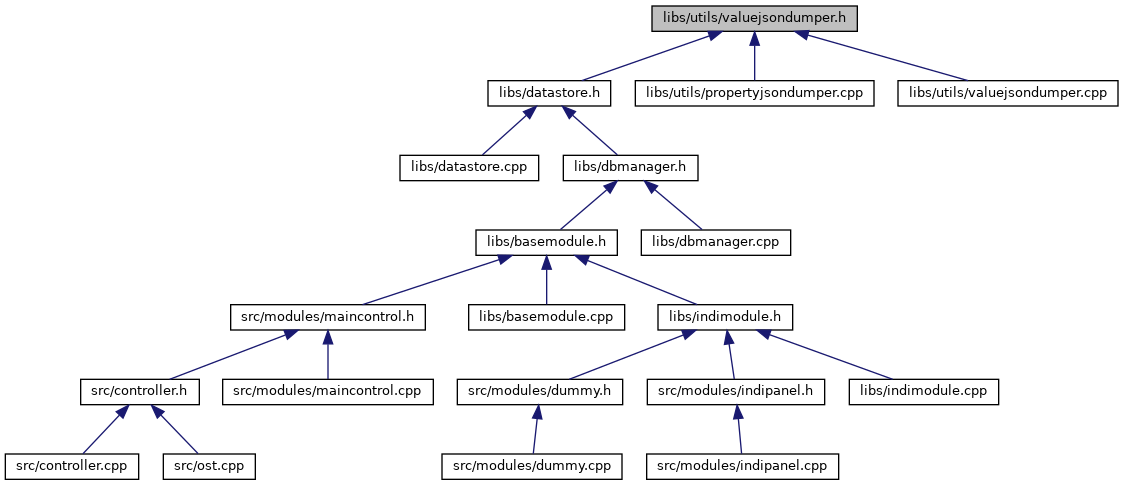 libs/utils/valuejsondumper.h
libs/datastore.h
libs/utils/propertyjsondumper.cpp
libs/utils/valuejsondumper.cpp
libs/datastore.cpp
libs/dbmanager.h
libs/basemodule.h
libs/dbmanager.cpp
src/modules/maincontrol.h
libs/basemodule.cpp
libs/indimodule.h
src/controller.h
src/modules/maincontrol.cpp
src/modules/dummy.h
src/modules/indipanel.h
libs/indimodule.cpp
src/controller.cpp
src/ost.cpp
src/modules/dummy.cpp
src/modules/indipanel.cpp